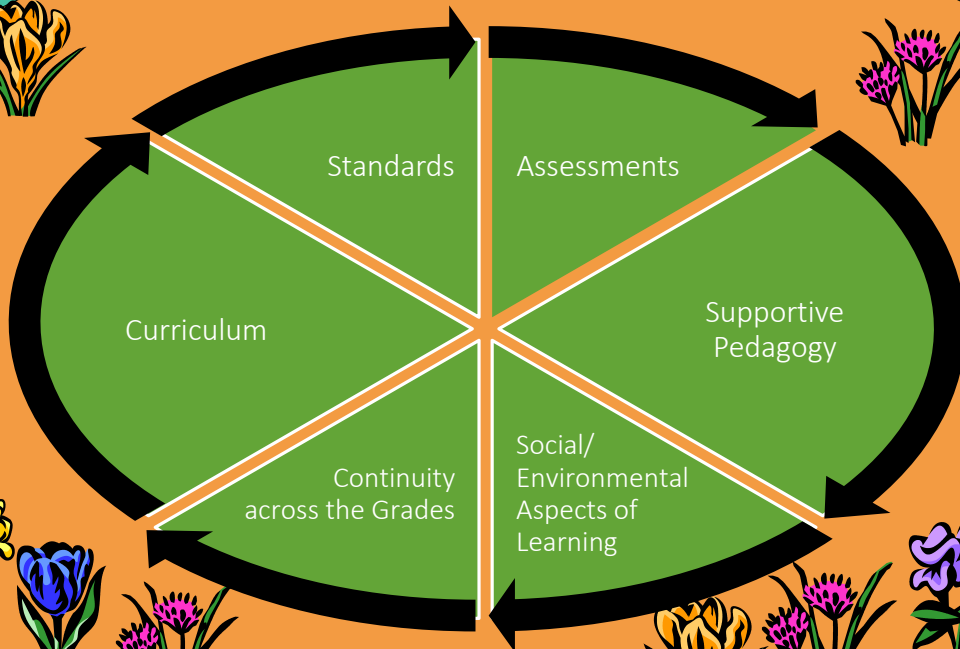 Standards
Assessments
Supportive
Pedagogy
Social/
Environmental
Aspects of
Learning
Continuity
across the Grades
Curriculum